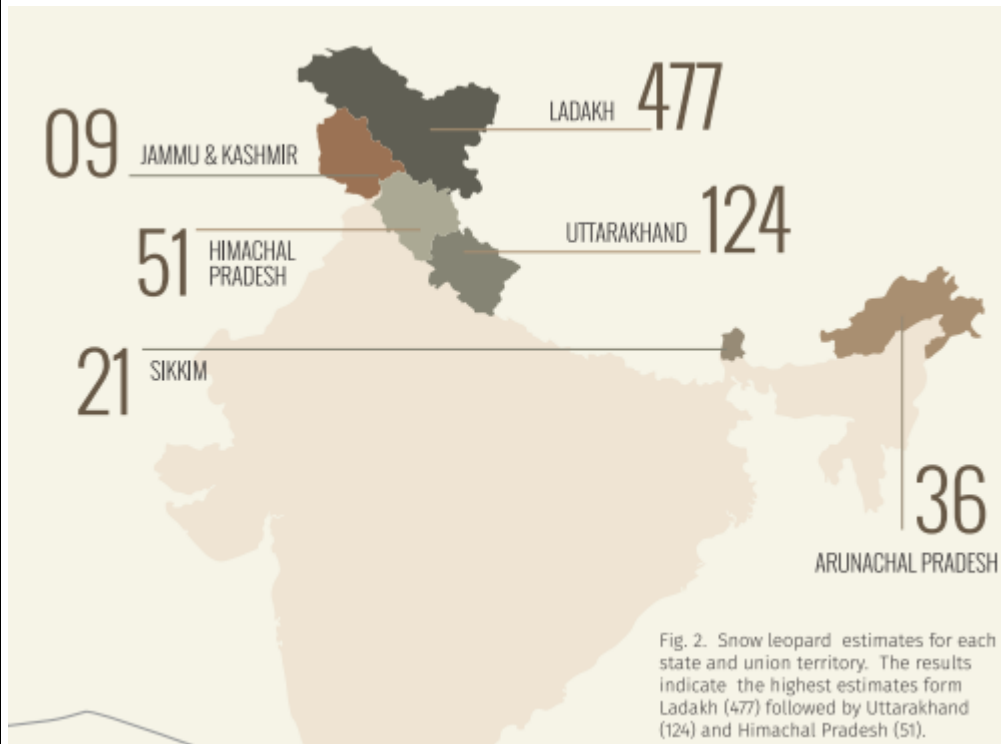 LADAKH 477
09 JAMMU & KASHMIR
UTTARAKHAND 124
51 HIMACHAL
PRADESH
21 SIKKIM
36
ARUNACHAL PRADESH
Fig. 2. Snow leopard estimates for each
state and union territory. The results
indicate the highest estimates form
Ladakh (477) followed by Uttarakhand
(124) and Himachal Pradesh (51).